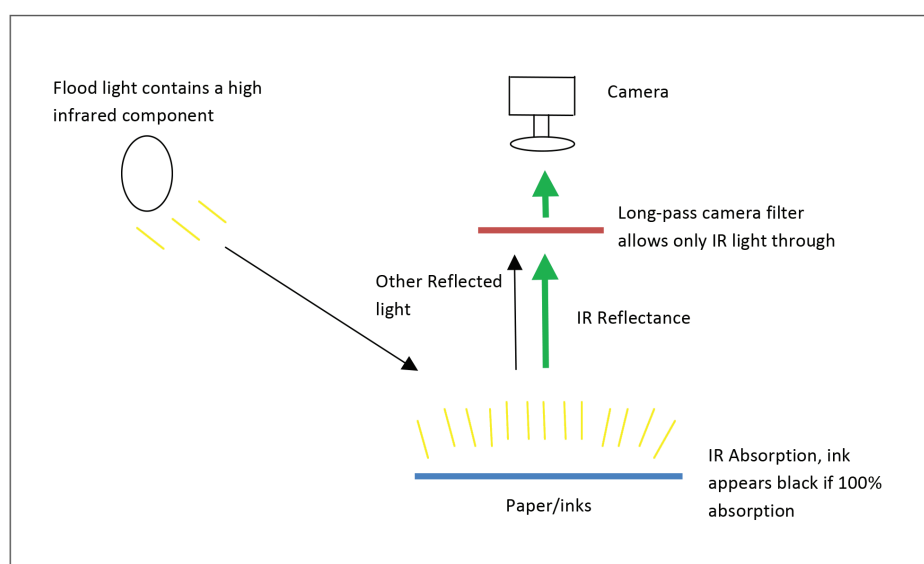 Flood light contains a high
infrared component
Camera
Long-pass camera filter
allows only IR light through
Other Reflected
light
IR Reflectance
IR Absorption, ink
appears black if 100%
absorption
Paper/inks